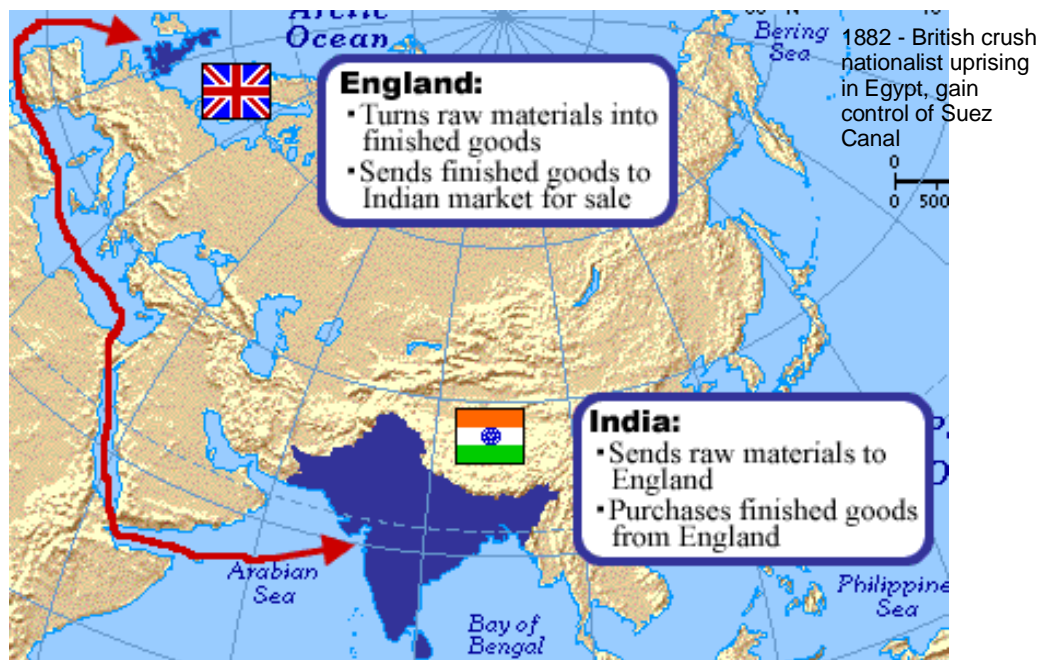 Arctic
Ocean
Bering
Sea
1882 - British crush
nationalist uprising
in Egypt, gain
control of Suez
Canal
0
0 500
England:
▪Turns raw materials into
finished goods
▪Sends finished goods to
Indian market for sale
India:
▪Sends raw materials to
England
▪Purchases finished goods
from England
Arabian
Sea
Bay of
Bengal
Philippine
Sea